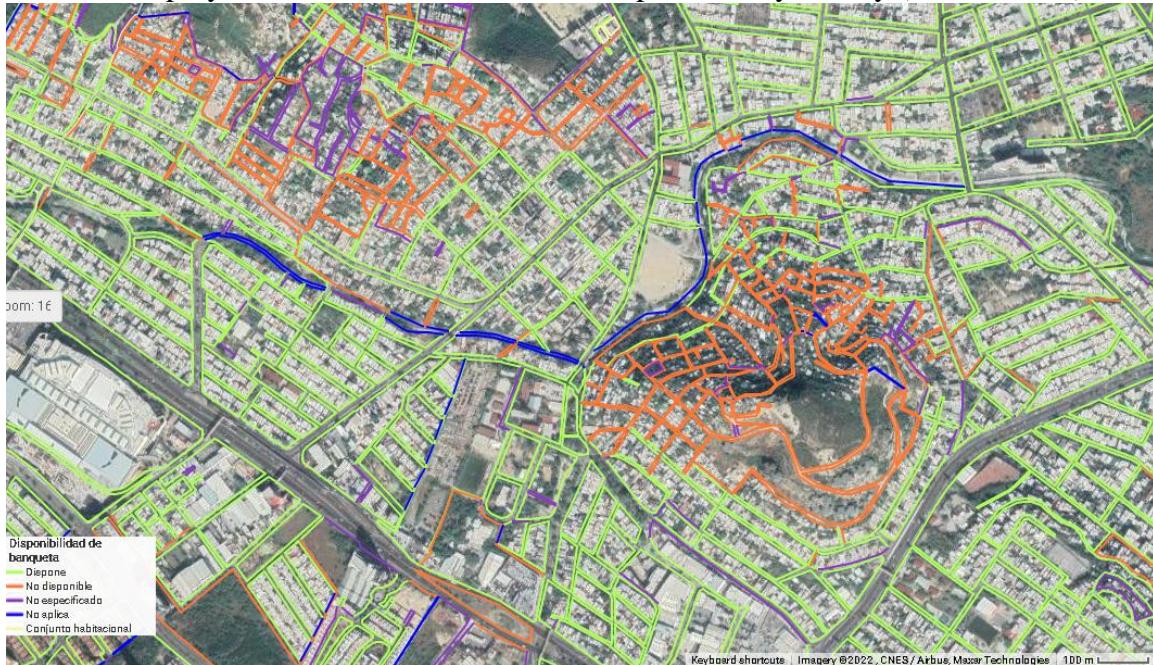 oom: 16
Disponibilidad de
banqueta
Dispone
No disponible
No especificado
No aplica
Conjunto habitacional
Keyboard shortcuts
Imagery ©2022, CNES / Airbus, Maxar Technologies
100 m